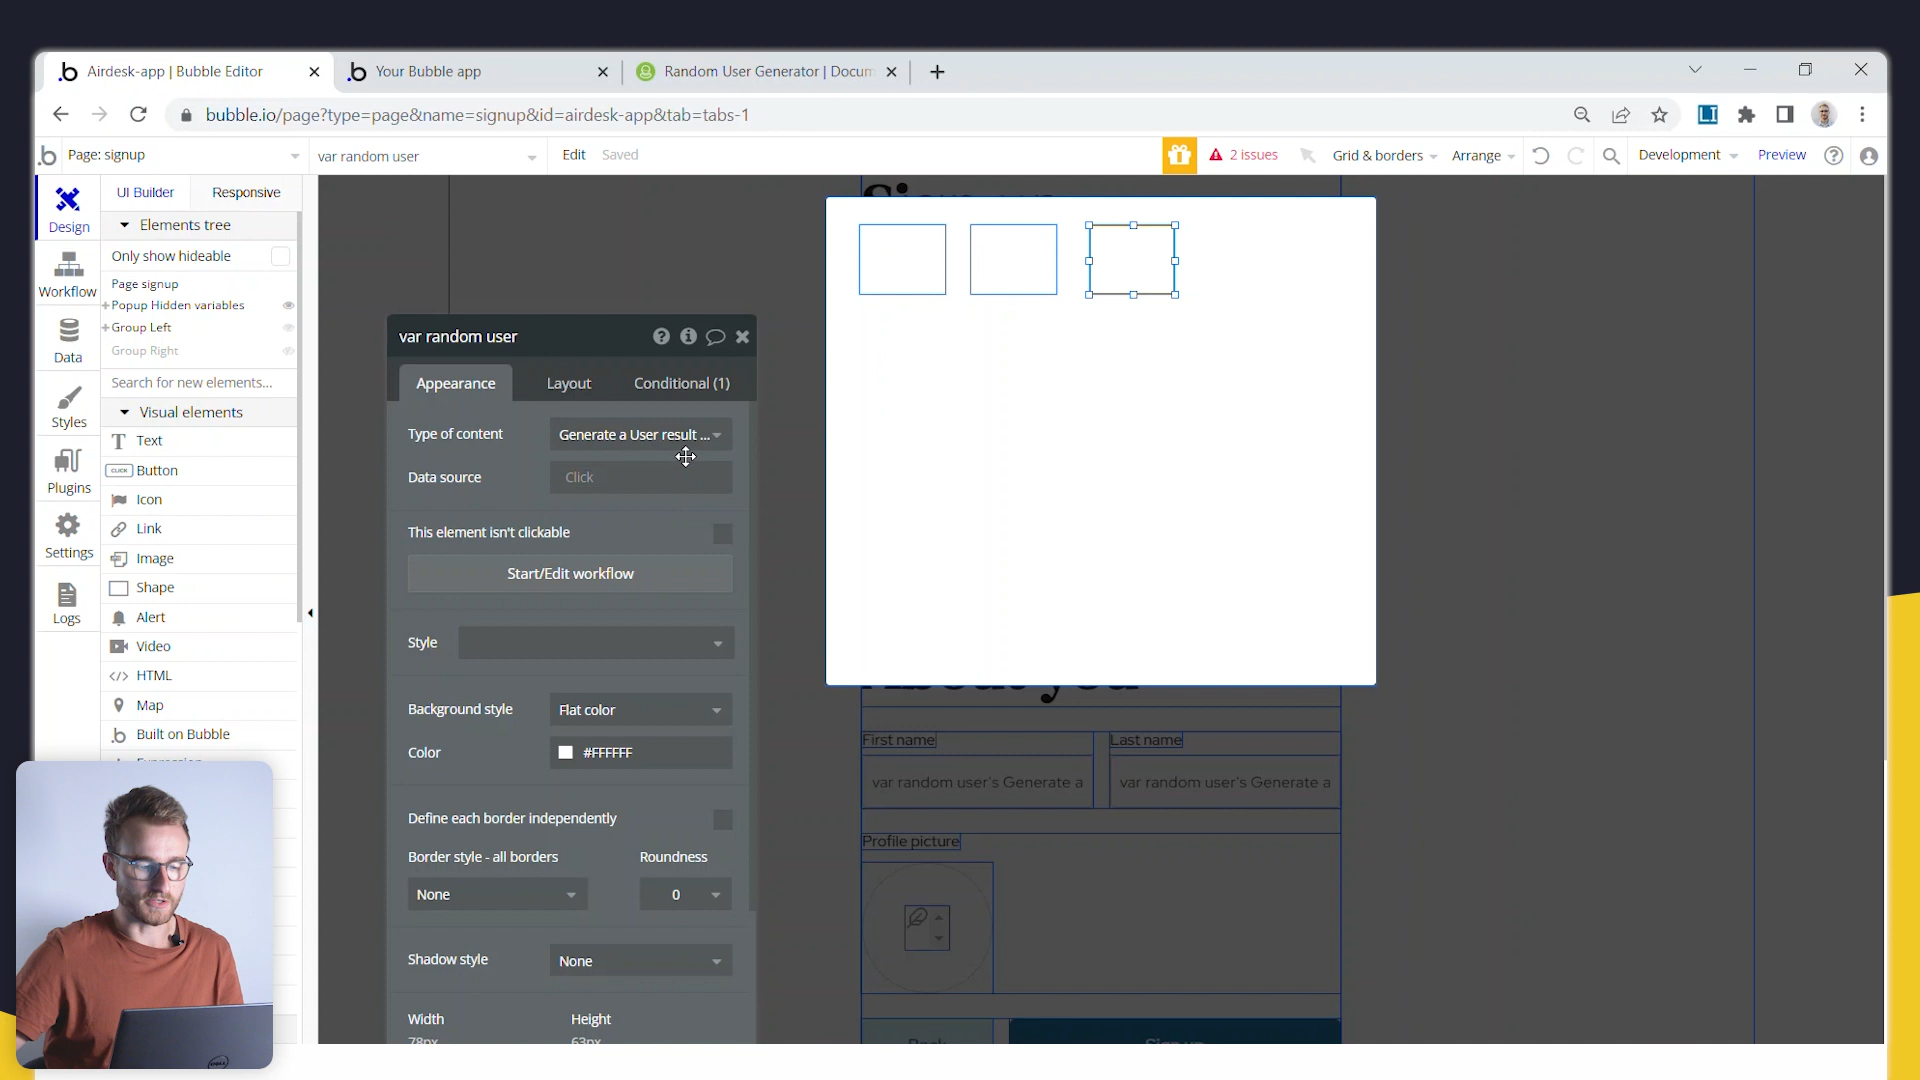 Airdesk-app | Bubble Editor
Your Bubble app
Random User Generator | Docum
bubble.io/page?type=page&name=signup&id=airdesk-app&tab=tabs-1
Page: signup
var random user
Edit
Saved
2 issues
Grid & borders
Arrange
Development
Preview
Design
Workflow
Data
Styles
Plugins
Settings
Logs
UI Builder
Responsive
Elements tree
Only show hideable
Page signup
Popup Hidden variables
Group Left
Group Right
Search for new elements...
Visual elements
Text
CLICK Button
Icon
Link
Image
Shape
Alert
Video
HTML
Map
Built on Bubble
var random user
Appearance
Layout
Conditional (1)
Type of content
Generate a User result ...
Data source
Click
This element isn't clickable
Start/Edit workflow
Style
Background style
Flat color
Color
#FFFFFF
Define each border independently
Border style - all borders
Roundness
None
0
Shadow style
None
Width
Height
78px
63px
First name
Last name
var random user's Generate a
var random user's Generate a
Profile picture
DELL